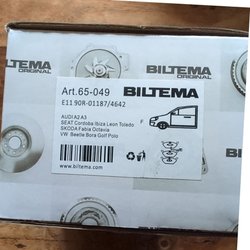 BILTEMA
ORIGINAL
BILTEMA
ORIGINAL
Art.65-049
E11 90R-01187/4642
BILTEMA
AUDI A2 A3
SEAT Cordoba Ibiza Leon Toledo
SKODA Fabia Octavia
VW Beetle Bora Golf Polo
F
www.biltema.com
BILTEMA